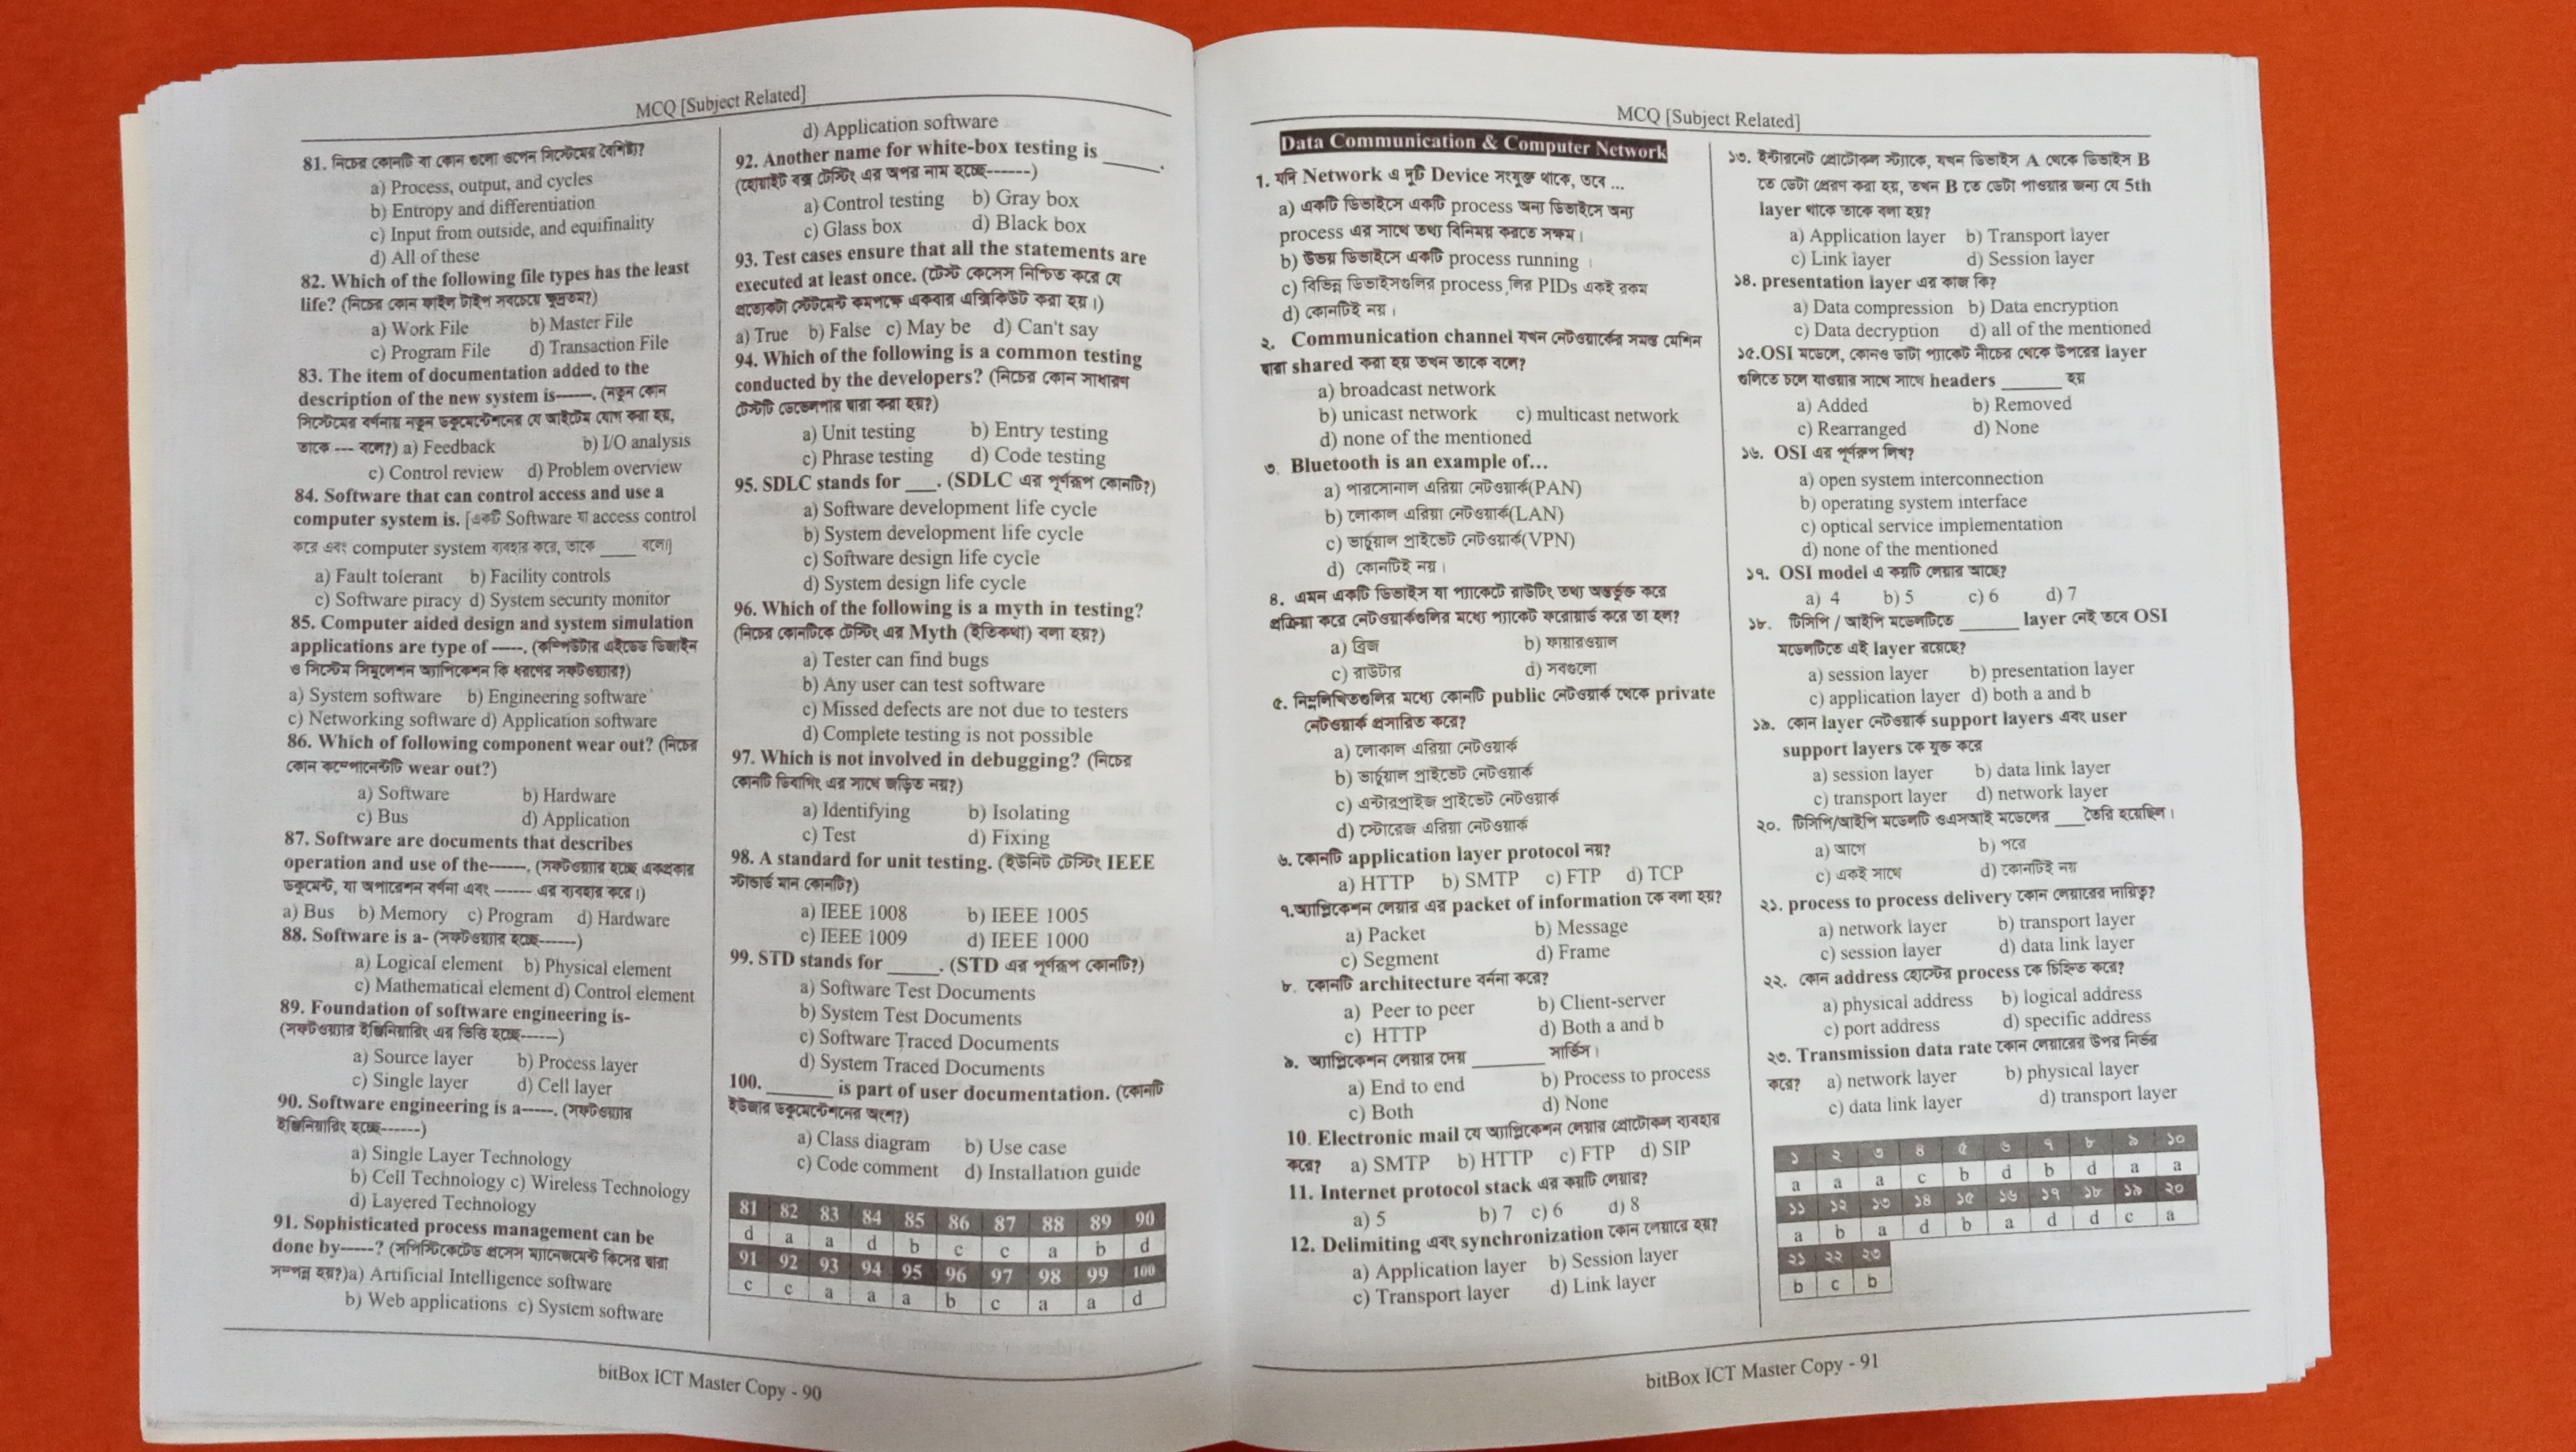 MCQ [Subject Related]
81. নিচের কোনটি বা কোন গুলো ওপেন সিস্টেমের বৈশিষ্ট্য?
a) Process, output, and cycles
b) Entropy and differentiation
c) Input from outside, and equifinality
d) All of these
82. Which of the following file types has the least
life? (নিচের কোন ফাইল টাইপ সবচেয়ে ক্ষুদ্রতম?)
a) Work File b) Master File
c) Program File d) Transaction File
83. The item of documentation added to the
description of the new system is------. (নতুন কোন
সিস্টেমের বর্ণনায় নতুন ডকুমেন্টেশনের যে আইটেম যোগ করা হয়,
তাকে --- বলে?) a) Feedback b) I/O analysis
c) Control review d) Problem overview
84. Software that can control access and use a
computer system is. [একটি Software যা access control
করে এবং computer system ব্যবহার করে, তাকে ____ বলে।]
a) Fault tolerant b) Facility controls
c) Software piracy d) System security monitor
85. Computer aided design and system simulation
applications are type of -----. (কম্পিউটার এইডেড ডিজাইন
ও সিস্টেম সিমুলেশন অ্যাপ্লিকেশন কি ধরণের সফটওয়্যার?)
a) System software b) Engineering software
c) Networking software d) Application software
86. Which of following component wear out? (নিচের
কোন কম্পোনেন্টটি wear out?)
a) Software b) Hardware
c) Bus d) Application
87. Software are documents that describes
operation and use of the------. (সফটওয়্যার হচ্ছে একপ্রকার
ডকুমেন্ট, যা অপারেশন বর্ণনা এবং ------ এর ব্যবহার করে।)
a) Bus b) Memory c) Program d) Hardware
88. Software is a- (সফটওয়্যার হচ্ছে------)
a) Logical element b) Physical element
c) Mathematical element d) Control element
89. Foundation of software engineering is-
(সফটওয়্যার ইঞ্জিনিয়ারিং এর ভিত্তি হচ্ছে------)
a) Source layer b) Process layer
c) Single layer d) Cell layer
90. Software engineering is a-----. (সফটওয়্যার
ইঞ্জিনিয়ারিং হচ্ছে------)
a) Single Layer Technology
b) Cell Technology c) Wireless Technology
d) Layered Technology
91. Sophisticated process management can be
done by-----? (সপিস্টিকেটেড প্রসেস ম্যানেজমেন্ট কিসের দ্বারা
সম্পন্ন হয়?)a) Artificial Intelligence software
b) Web applications c) System software
d) Application software
92. Another name for white-box testing is ______.
(হোয়াইট বক্স টেস্টিং এর অপর নাম হচ্ছে-------)
a) Control testing b) Gray box
c) Glass box d) Black box
93. Test cases ensure that all the statements are
executed at least once. (টেস্ট কেসেস নিশ্চিত করে যে
প্রত্যেকটা স্টেটমেন্ট কমপক্ষে একবার এক্সিকিউট করা হয়।)
a) True b) False c) May be d) Can't say
94. Which of the following is a common testing
conducted by the developers? (নিচের কোন সাধারণ
টেস্টটি ডেভেলপার দ্বারা করা হয়?)
a) Unit testing b) Entry testing
c) Phrase testing d) Code testing
95. SDLC stands for ___. (SDLC এর পূর্ণরূপ কোনটি?)
a) Software development life cycle
b) System development life cycle
c) Software design life cycle
d) System design life cycle
96. Which of the following is a myth in testing?
(নিচের কোনটিকে টেস্টিং এর Myth (ইতিকথা) বলা হয়?)
a) Tester can find bugs
b) Any user can test software
c) Missed defects are not due to testers
d) Complete testing is not possible
97. Which is not involved in debugging? (নিচের
কোনটি ডিবাগিং এর সাথে জড়িত নয়?)
a) Identifying b) Isolating
c) Test d) Fixing
98. A standard for unit testing. (ইউনিট টেস্টিং IEEE
স্টান্ডার্ড মান কোনটি?)
a) IEEE 1008 b) IEEE 1005
c) IEEE 1009 d) IEEE 1000
99. STD stands for _____. (STD এর পূর্ণরূপ কোনটি?)
a) Software Test Documents
b) System Test Documents
c) Software Traced Documents
d) System Traced Documents
100. ______ is part of user documentation. (কোনটি
ইউজার ডকুমেন্টেশনের অংশ?)
a) Class diagram b) Use case
c) Code comment d) Installation guide
81 82 83 84 85 86 87 88 89 90
d a a d b c c a b d
91 92 93 94 95 96 97 98 99 100
c c a a a b c a a d
bitBox ICT Master Copy - 90
MCQ [Subject Related]
Data Communication & Computer Network
1. যদি Network এ দুটি Device সংযুক্ত থাকে, তবে ...
a) একটি ডিভাইসে একটি process অন্য ডিভাইসে অন্য
process এর সাথে তথ্য বিনিময় করতে সক্ষম।
b) উভয় ডিভাইসে একটি process running ।
c) বিভিন্ন ডিভাইসগুলির process,লির PIDs একই রকম
d) কোনটিই নয়।
২. Communication channel যখন নেটওয়ার্কের সমস্ত মেশিন
দ্বারা shared করা হয় তখন তাকে বলে?
a) broadcast network
b) unicast network c) multicast network
d) none of the mentioned
৩. Bluetooth is an example of...
a) পারসোনাল এরিয়া নেটওয়ার্ক(PAN)
b) লোকাল এরিয়া নেটওয়ার্ক(LAN)
c) ভার্চুয়াল প্রাইভেট নেটওয়ার্ক(VPN)
d) কোনটিই নয়।
৪. এমন একটি ডিভাইস যা প্যাকেটে রাউটিং তথ্য অন্তর্ভুক্ত করে
প্রক্রিয়া করে নেটওয়ার্কগুলির মধ্যে প্যাকেট ফরোয়ার্ড করে তা হল?
a) ব্রিজ b) ফায়ারওয়াল
c) রাউটার d) সবগুলো
৫. নিম্নলিখিতগুলির মধ্যে কোনটি public নেটওয়ার্ক থেকে private
নেটওয়ার্ক প্রসারিত করে?
a) লোকাল এরিয়া নেটওয়ার্ক
b) ভার্চুয়াল প্রাইভেট নেটওয়ার্ক
c) এন্টারপ্রাইজ প্রাইভেট নেটওয়ার্ক
d) স্টোরেজ এরিয়া নেটওয়ার্ক
৬. কোনটি application layer protocol নয়?
a) HTTP b) SMTP c) FTP d) TCP
৭.অ্যাপ্লিকেশন লেয়ার এর packet of information কে বলা হয়?
a) Packet b) Message
c) Segment d) Frame
৮. কোনটি architecture বর্ননা করে?
a) Peer to peer b) Client-server
c) HTTP d) Both a and b
৯. অ্যাপ্লিকেশন লেয়ার দেয় ________ সার্ভিস।
a) End to end b) Process to process
c) Both d) None
10. Electronic mail যে অ্যাপ্লিকেশন লেয়ার প্রোটোকল ব্যবহার
করে? a) SMTP b) HTTP c) FTP d) SIP
11. Internet protocol stack এর কয়টি লেয়ার?
a) 5 b) 7 c) 6 d) 8
12. Delimiting এবং synchronization কোন লেয়ারে হয়?
a) Application layer b) Session layer
c) Transport layer d) Link layer
১৩. ইন্টারনেট প্রোটোকল স্ট্যাকে, যখন ডিভাইস A থেকে ডিভাইস B
তে ডেটা প্রেরণ করা হয়, তখন B তে ডেটা পাওয়ার জন্য যে 5th
layer থাকে তাকে বলা হয়?
a) Application layer b) Transport layer
c) Link layer d) Session layer
১৪. presentation layer এর কাজ কি?
a) Data compression b) Data encryption
c) Data decryption d) all of the mentioned
১৫.OSI মডেলে, কোনও ডাটা প্যাকেট নীচের থেকে উপরের layer
গুলিতে চলে যাওয়ার সাথে সাথে headers ______ হয়
a) Added b) Removed
c) Rearranged d) None
১৬. OSI এর পূর্ণরূপ লিখ?
a) open system interconnection
b) operating system interface
c) optical service implementation
d) none of the mentioned
১৭. OSI model এ কয়টি লেয়ার আছে?
a) 4 b) 5 c) 6 d) 7
১৮. টিসিপি / আইপি মডেলটিতে ______ layer নেই তবে OSI
মডেলটিতে এই layer রয়েছে?
a) session layer b) presentation layer
c) application layer d) both a and b
১৯. কোন layer নেটওয়ার্ক support layers এবং user
support layers কে যুক্ত করে
a) session layer b) data link layer
c) transport layer d) network layer
২০. টিসিপি/আইপি মডেলটি ওএসআই মডেলের ___ তৈরি হয়েছিল।
a) আগে b) পরে
c) একই সাথে d) কোনটিই নয়
২১. process to process delivery কোন লেয়ারের দায়িত্ব?
a) network layer b) transport layer
c) session layer d) data link layer
২২. কোন address হোস্টের process কে চিহ্নিত করে?
a) physical address b) logical address
c) port address d) specific address
২৩. Transmission data rate কোন লেয়ারের উপর নির্ভর
করে? a) network layer b) physical layer
c) data link layer d) transport layer
১ ২ ৩ ৪ ৫ ৬ ৭ ৮ ৯ ১০
a a a c b d b d a a
১১ ১২ ১৩ ১৪ ১৫ ১৬ ১৭ ১৮ ১৯ ২০
a b a d b a d d c a
২১ ২২ ২৩
b c b
bitBox ICT Master Copy - 91